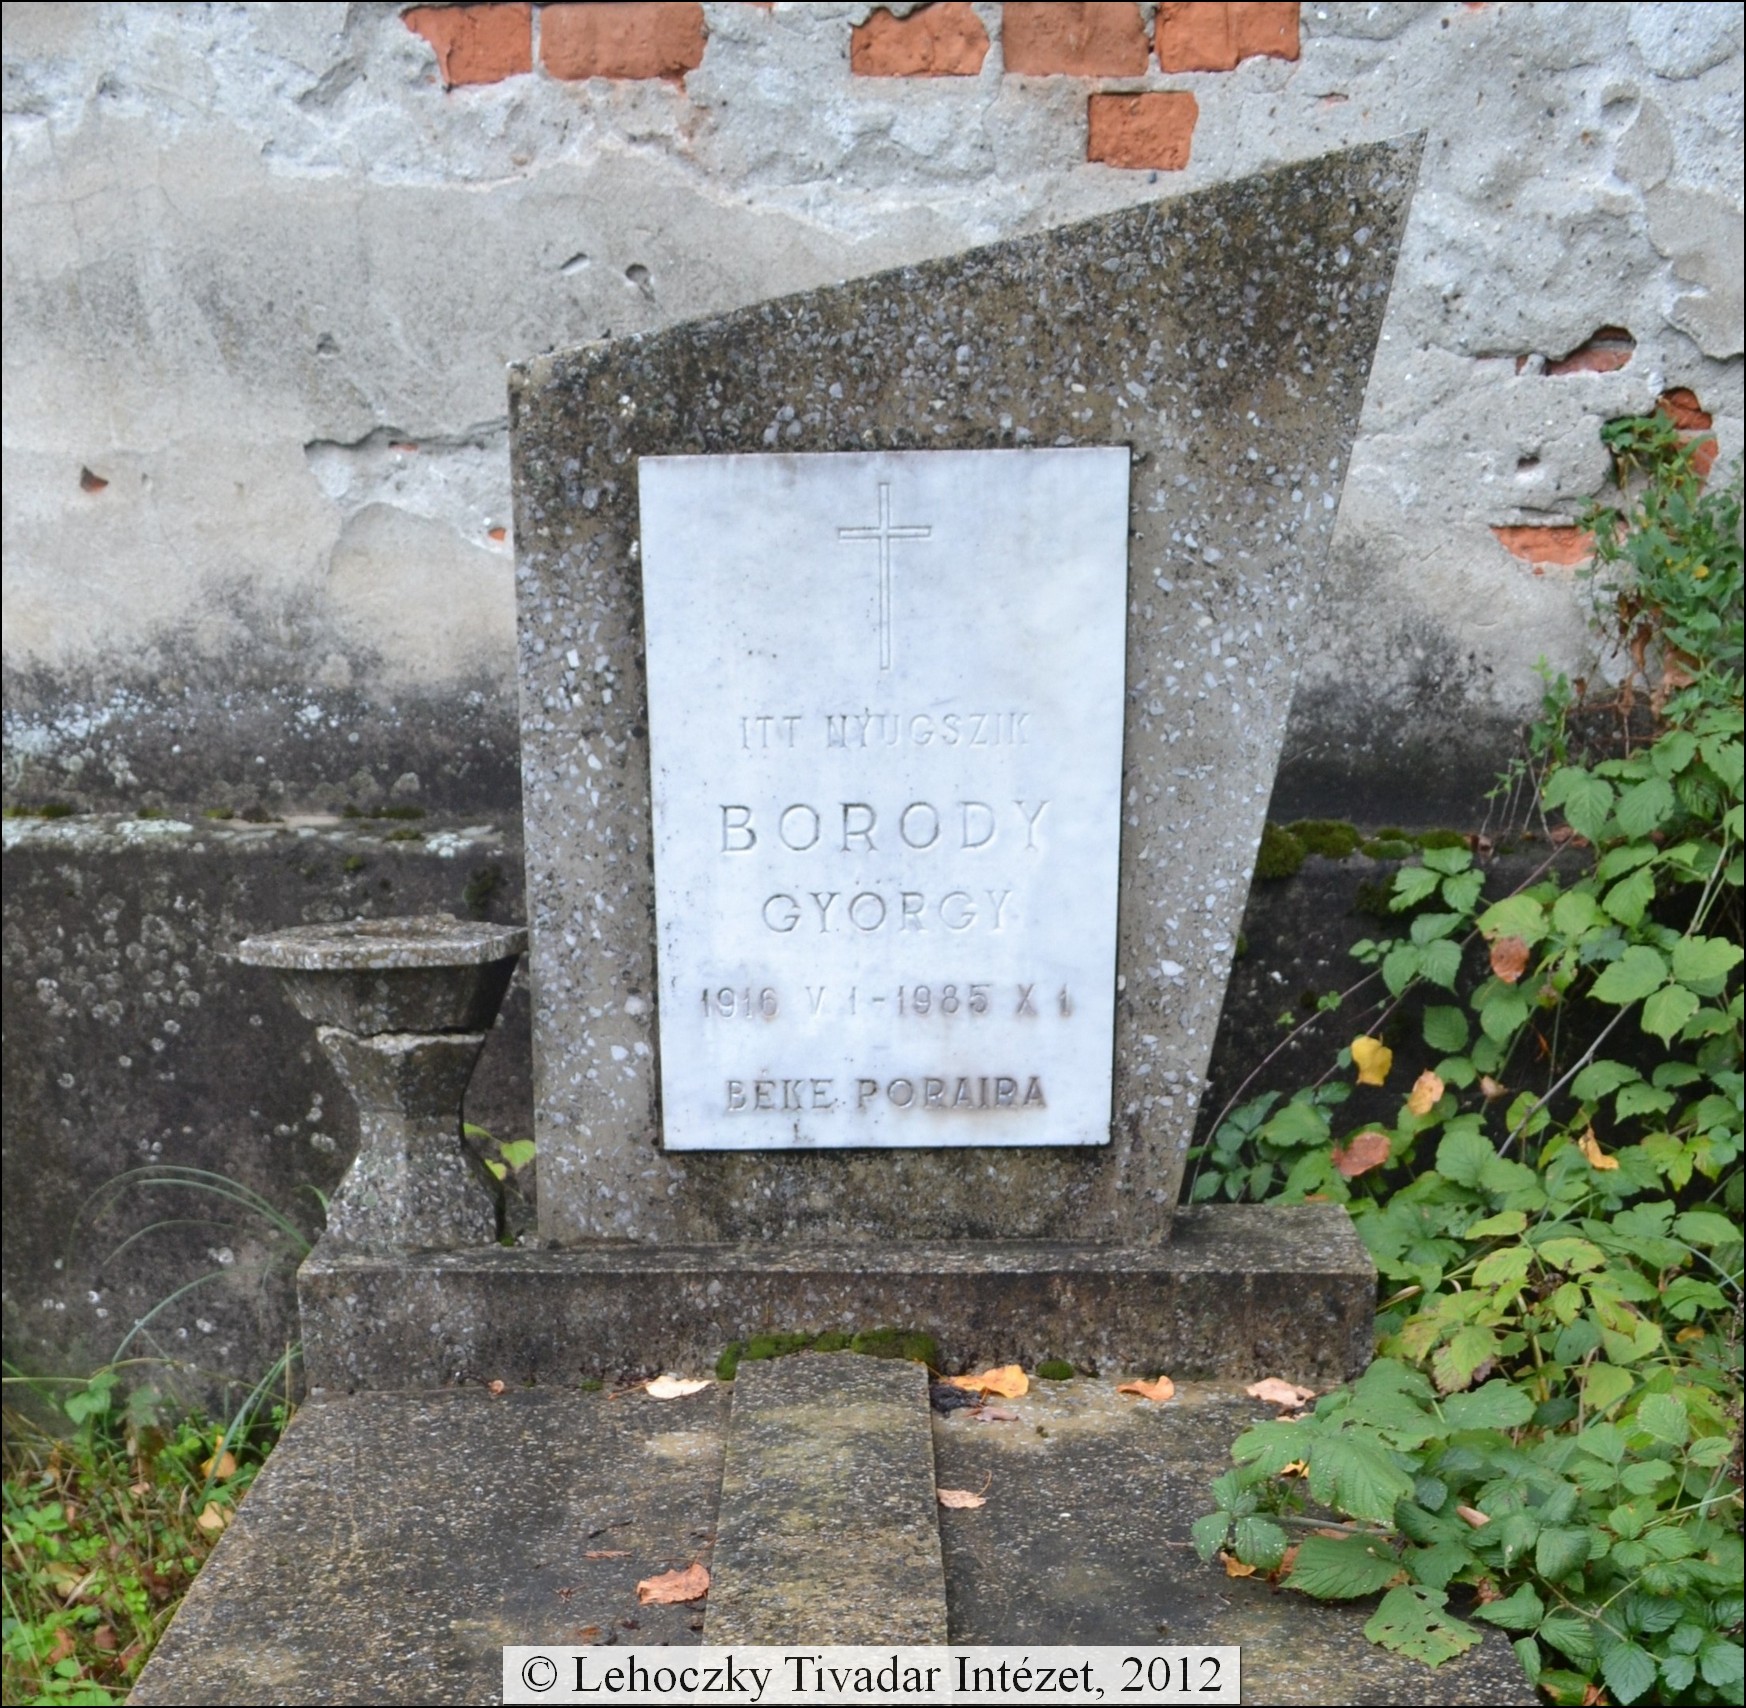 ITT NYUGSZIK
BORODY
GYÖRGY
1916 V 1 - 1985 X 1
BÉKE PORAIRA
© Lehoczky Tivadar Intézet, 2012